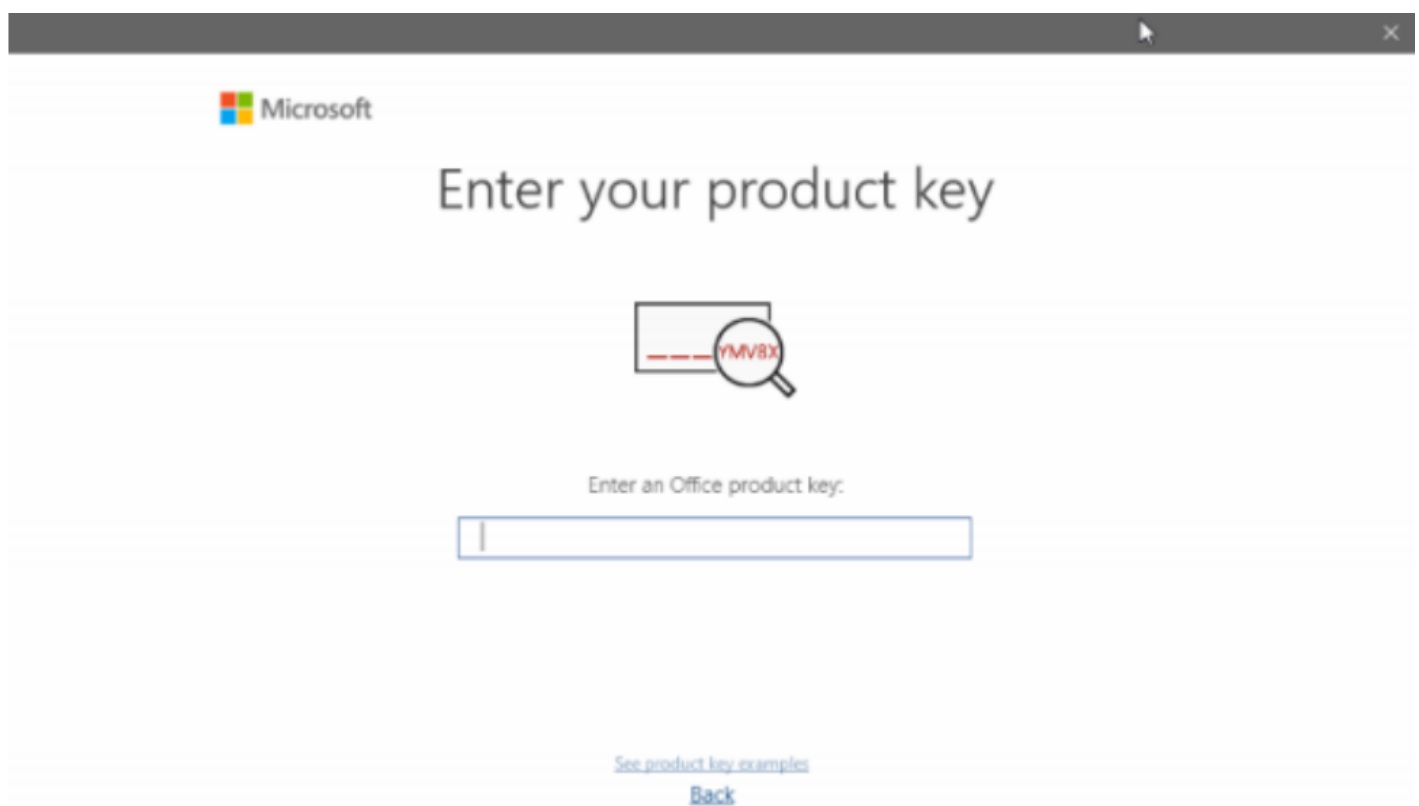 Microsoft
Enter your product key
YMV8X
Enter an Office product key:
See product key examples
Back